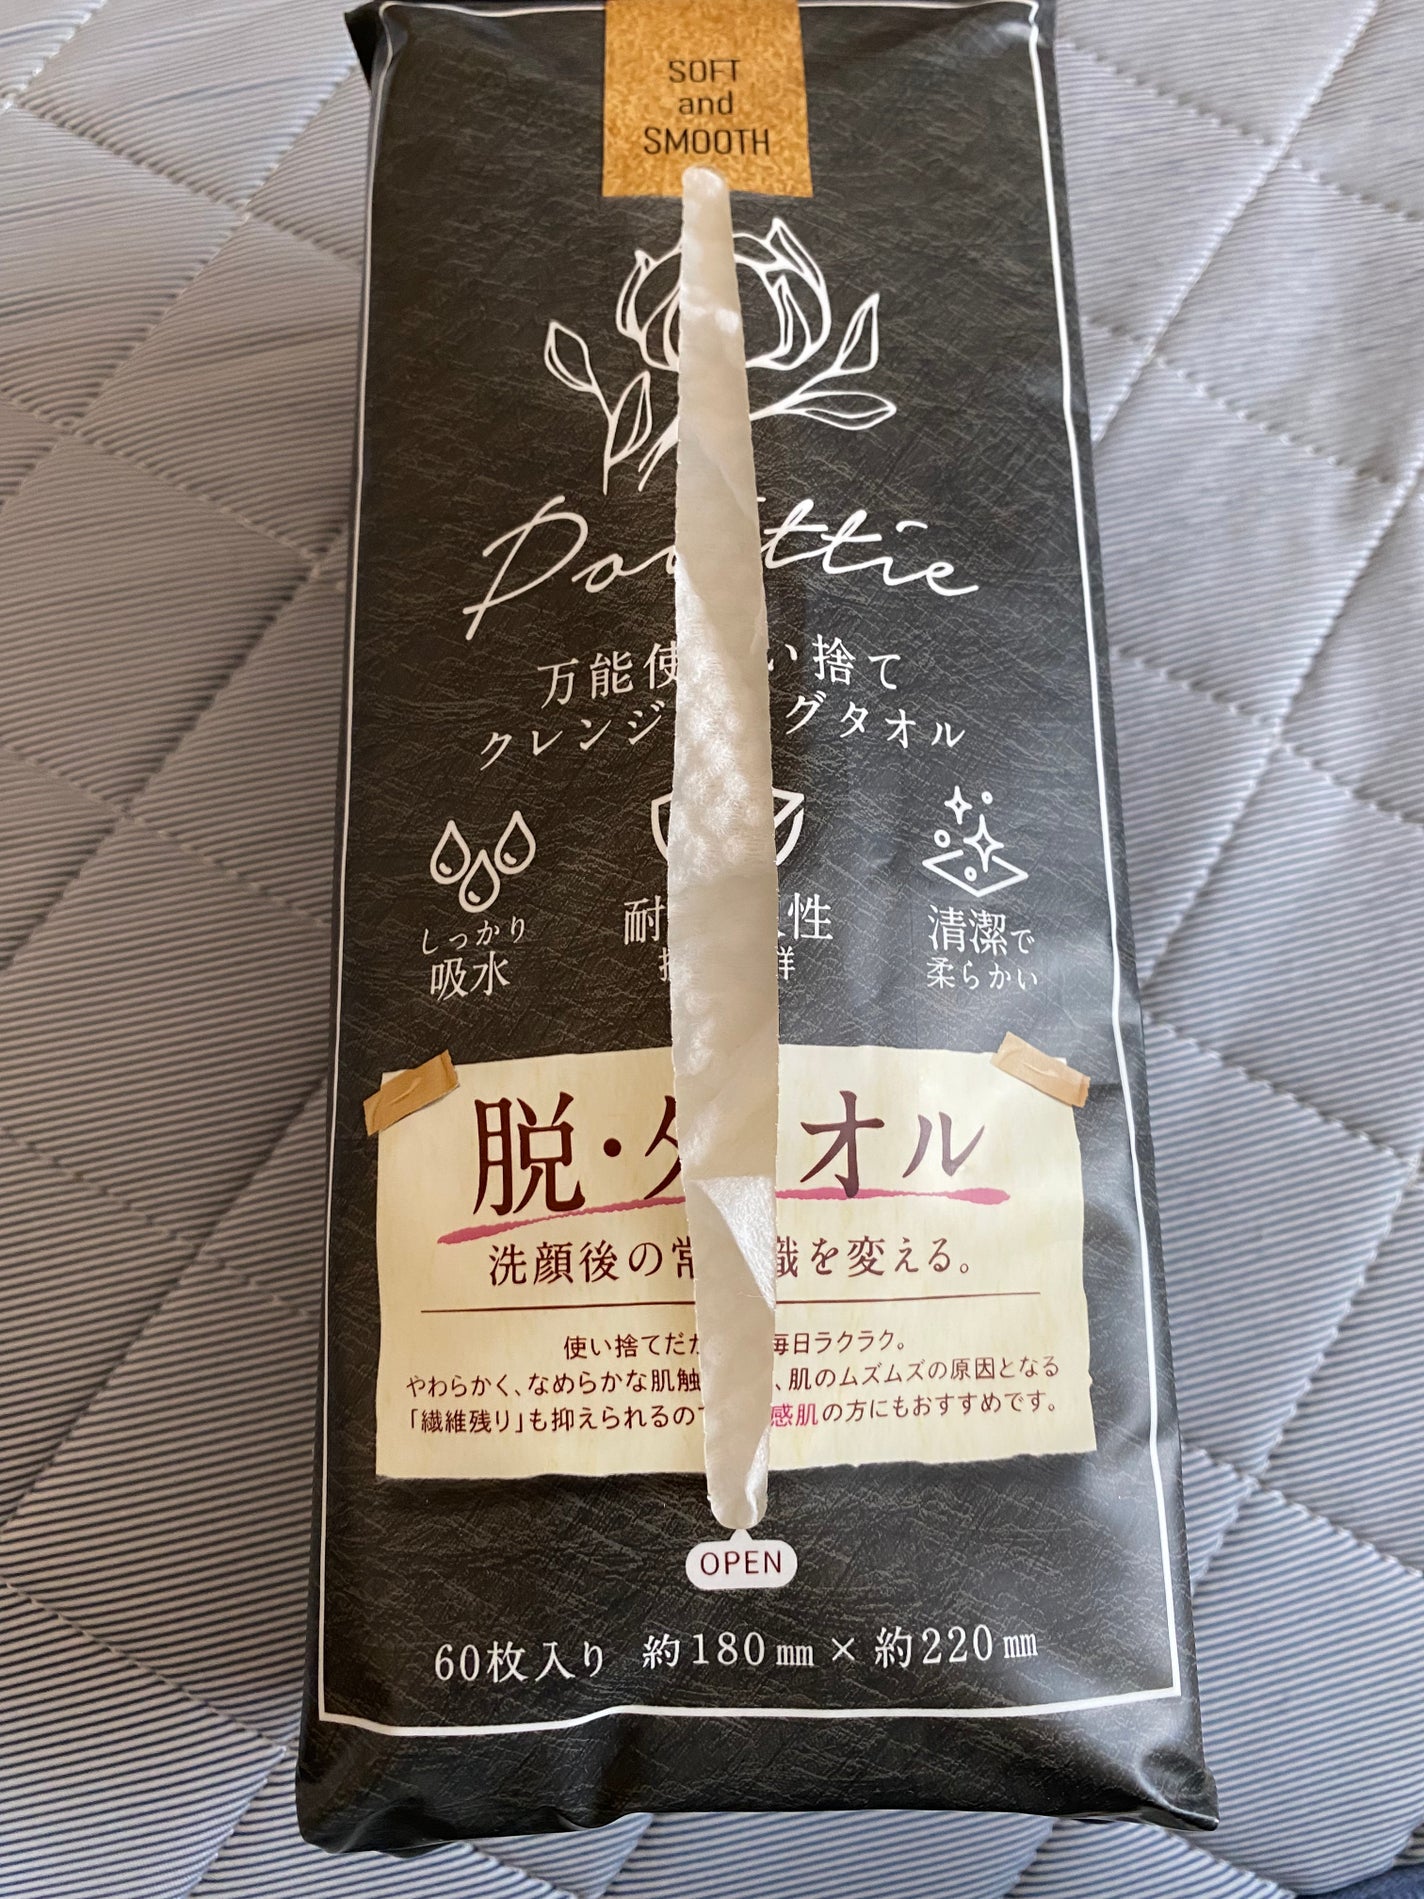 SOFT
and
SMOOTH
万能使い捨て
クレンジングタオル
しっかり
吸水
耐 性
清潔で
柔らかい
脱・タオル
洗顔後の常識を変える。
使い捨てだから毎日ラクラク。
やわらかく、なめらかな肌触 、肌のムズムズの原因となる
「繊維残り」も抑えられるので 感肌の方にもおすすめです。
OPEN
60枚入り 約180㎜×約220㎜